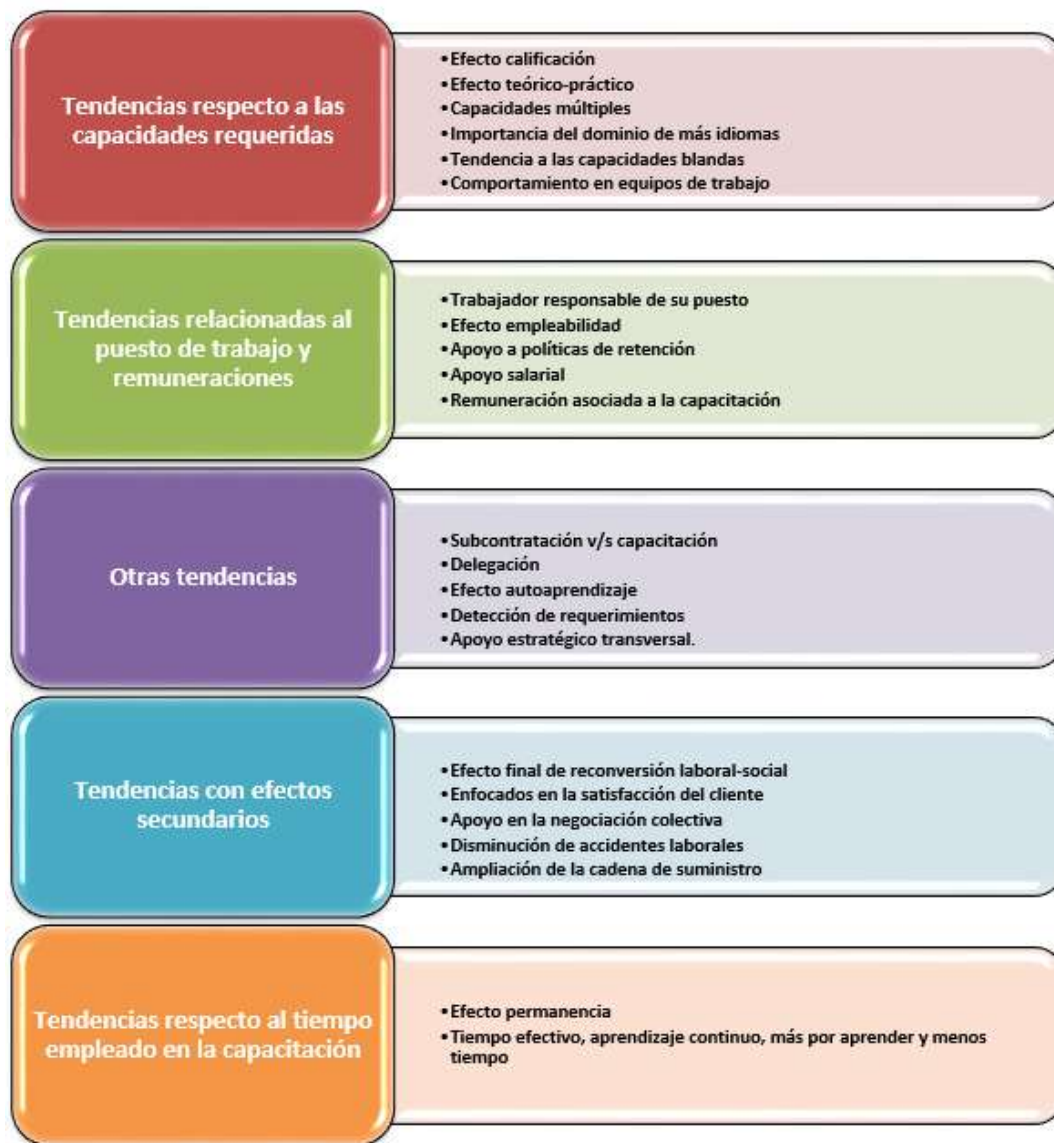 Tendencias respecto a las
capacidades requeridas
•Efecto calificación
•Efecto teórico-práctico
•Capacidades múltiples
•Importancia del dominio de más idiomas
•Tendencia a las capacidades blandas
•Comportamiento en equipos de trabajo
Tendencias relacionadas al
puesto de trabajo y
remuneraciones
•Trabajador responsable de su puesto
•Efecto empleabilidad
•Apoyo a políticas de retención
•Apoyo salarial
•Remuneración asociada a la capacitación
Otras tendencias
•Subcontratación v/s capacitación
•Delegación
•Efecto autoaprendizaje
•Detección de requerimientos
•Apoyo estratégico transversal.
Tendencias con efectos
secundarios
•Efecto final de reconversión laboral-social
•Enfocados en la satisfacción del cliente
•Apoyo en la negociación colectiva
•Disminución de accidentes laborales
•Ampliación de la cadena de suministro
Tendencias respecto al tiempo
empleado en la capacitación
•Efecto permanencia
•Tiempo efectivo, aprendizaje continuo, más por aprender y menos
tiempo